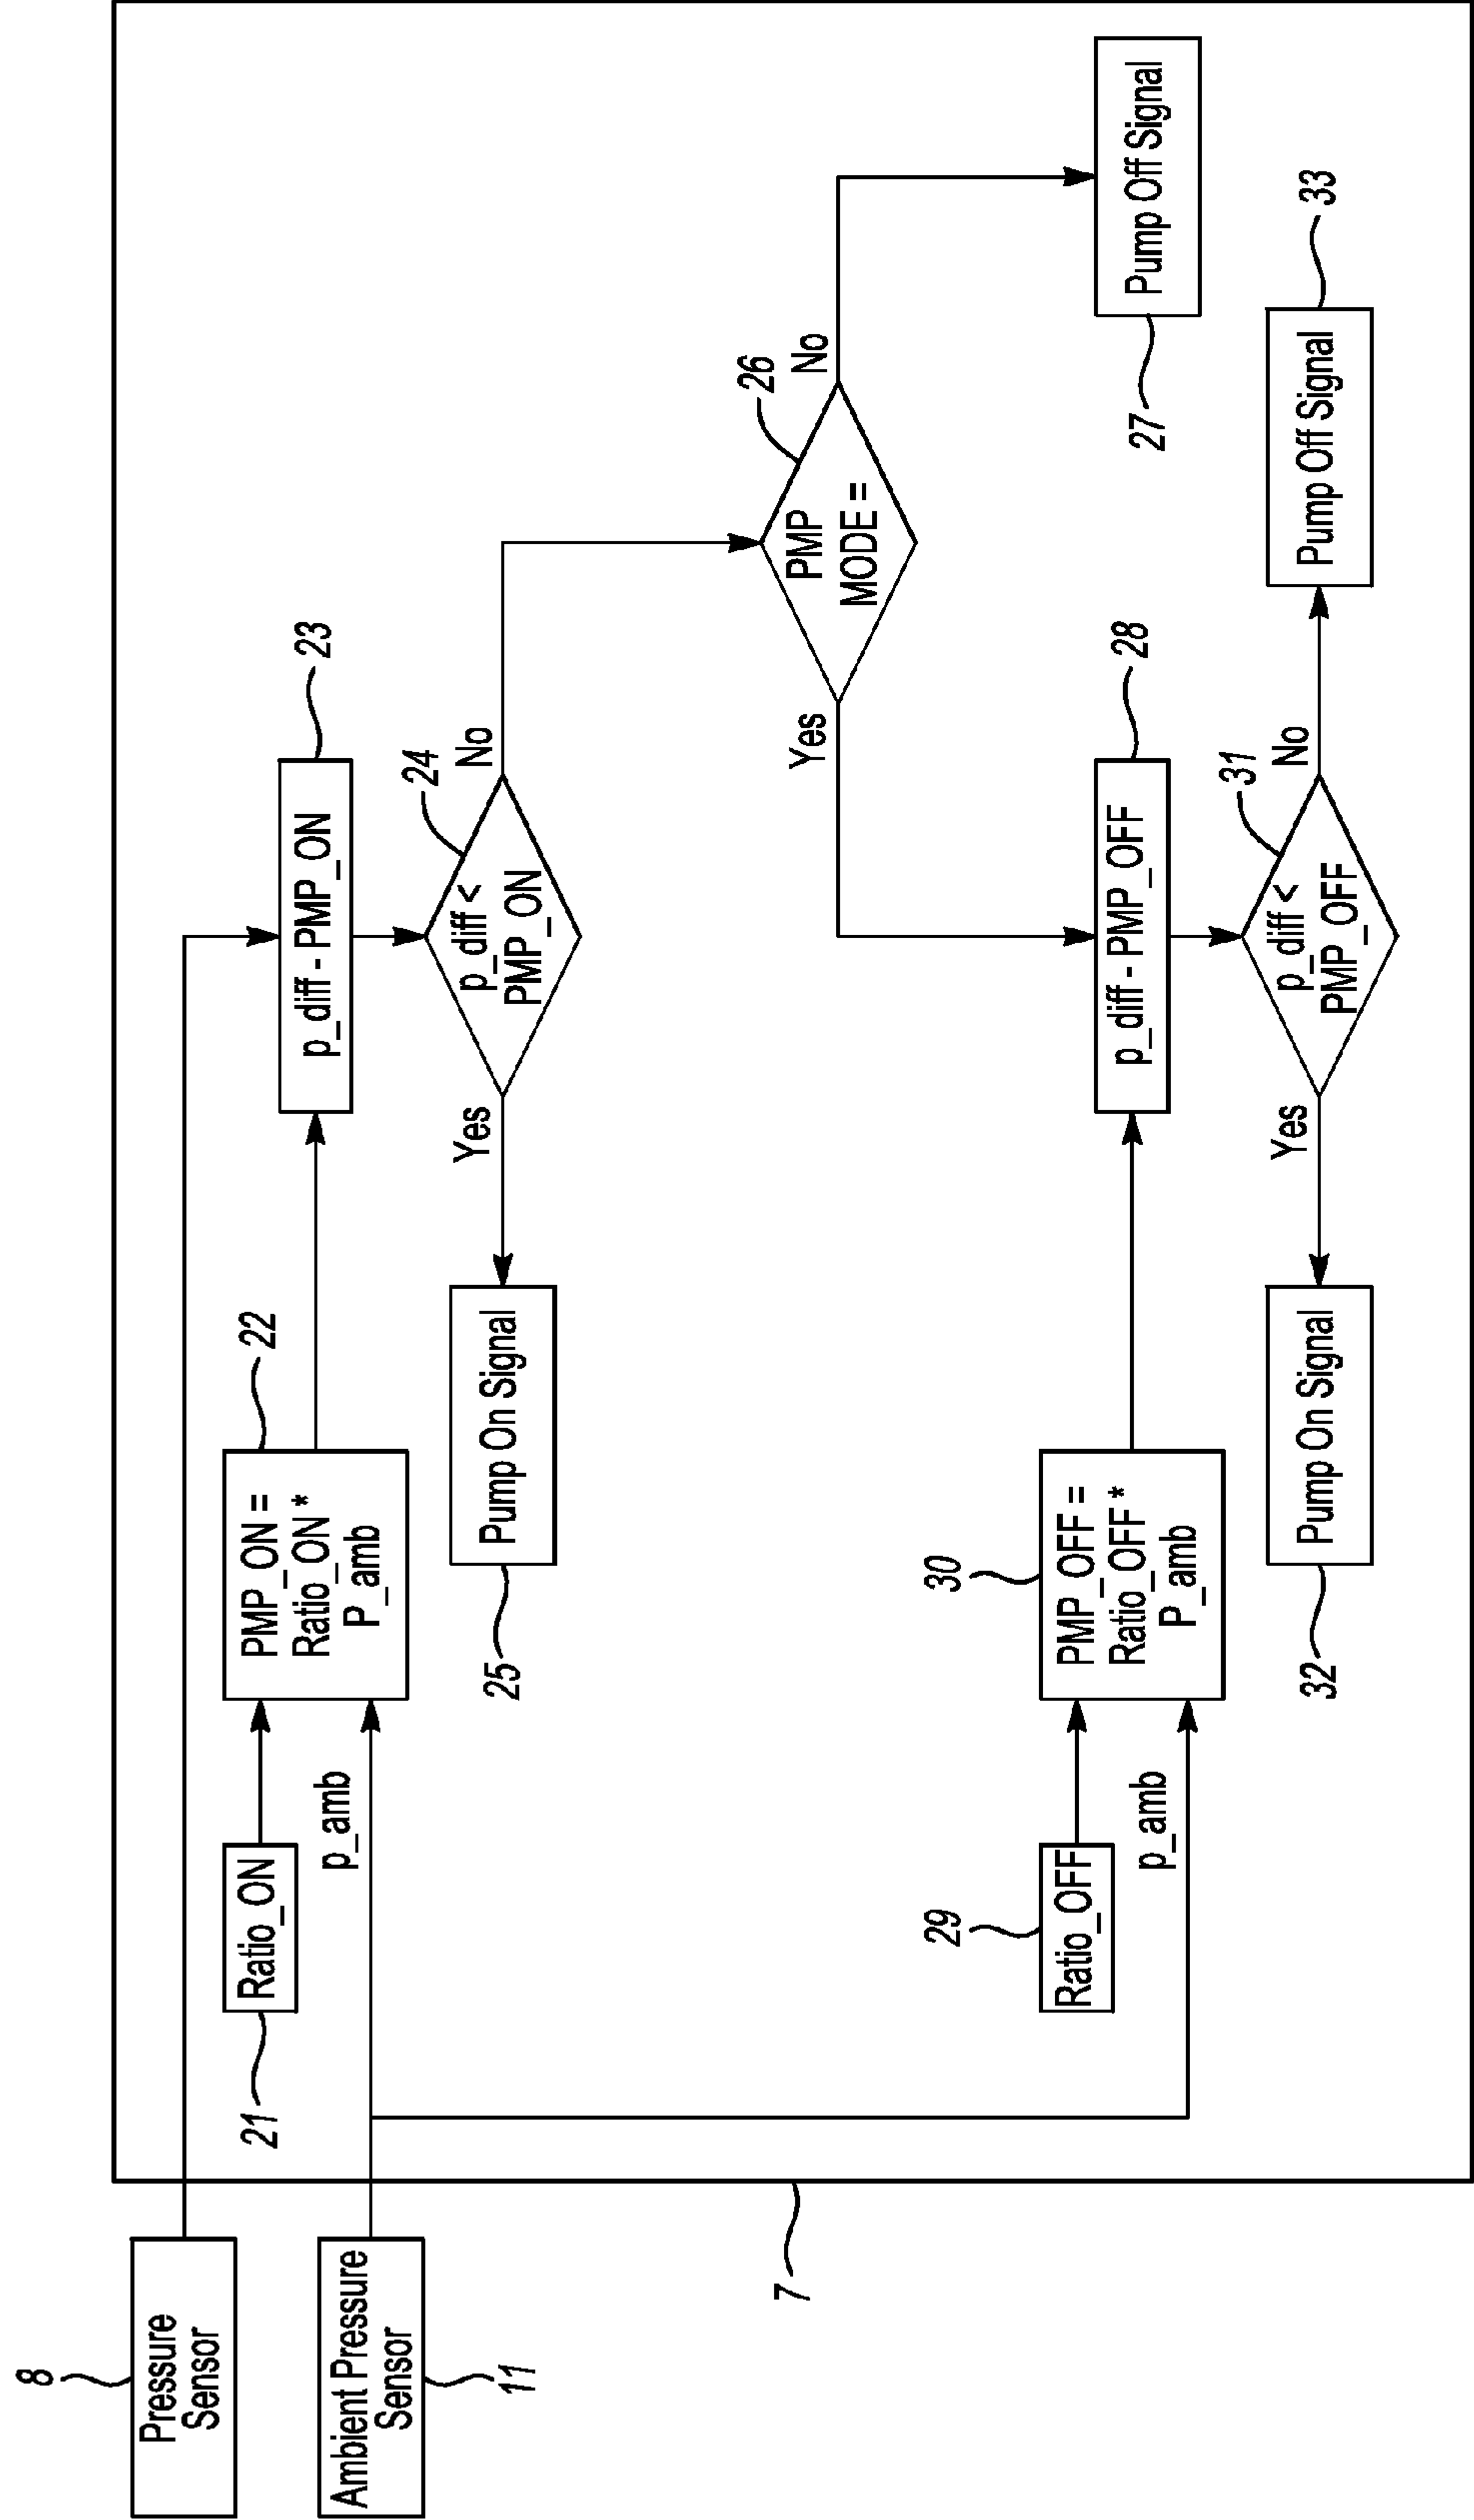 8
Pressure
Sensor
Ambient Pressure
Sensor
11
7
21
Ratio_ON
p_amb
PMP_ON =
Ratio_ON *
P_amb
22
p_diff - PMP_ON
23
24
p_diff <
PMP_ON
Yes
No
Pump On Signal
25
26
PMP
MODE =
Yes
No
Pump Off Signal
27
29
Ratio_OFF
p_amb
30
PMP_OFF =
Ratio_OFF *
P_amb
p_diff - PMP_OFF
28
31
p_diff <
PMP_OFF
Yes
No
Pump On Signal
32
Pump Off Signal
33